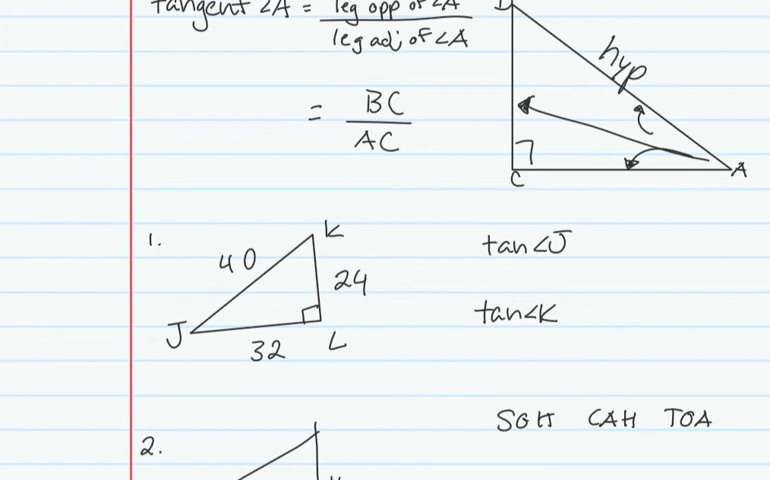 tangent ∠A = leg opp of ∠A
leg adj of ∠A
= BC
AC
hyp
C
A
1.
K
40
24
J
32
L
tan∠J
tan∠K
SOH CAH TOA
2.